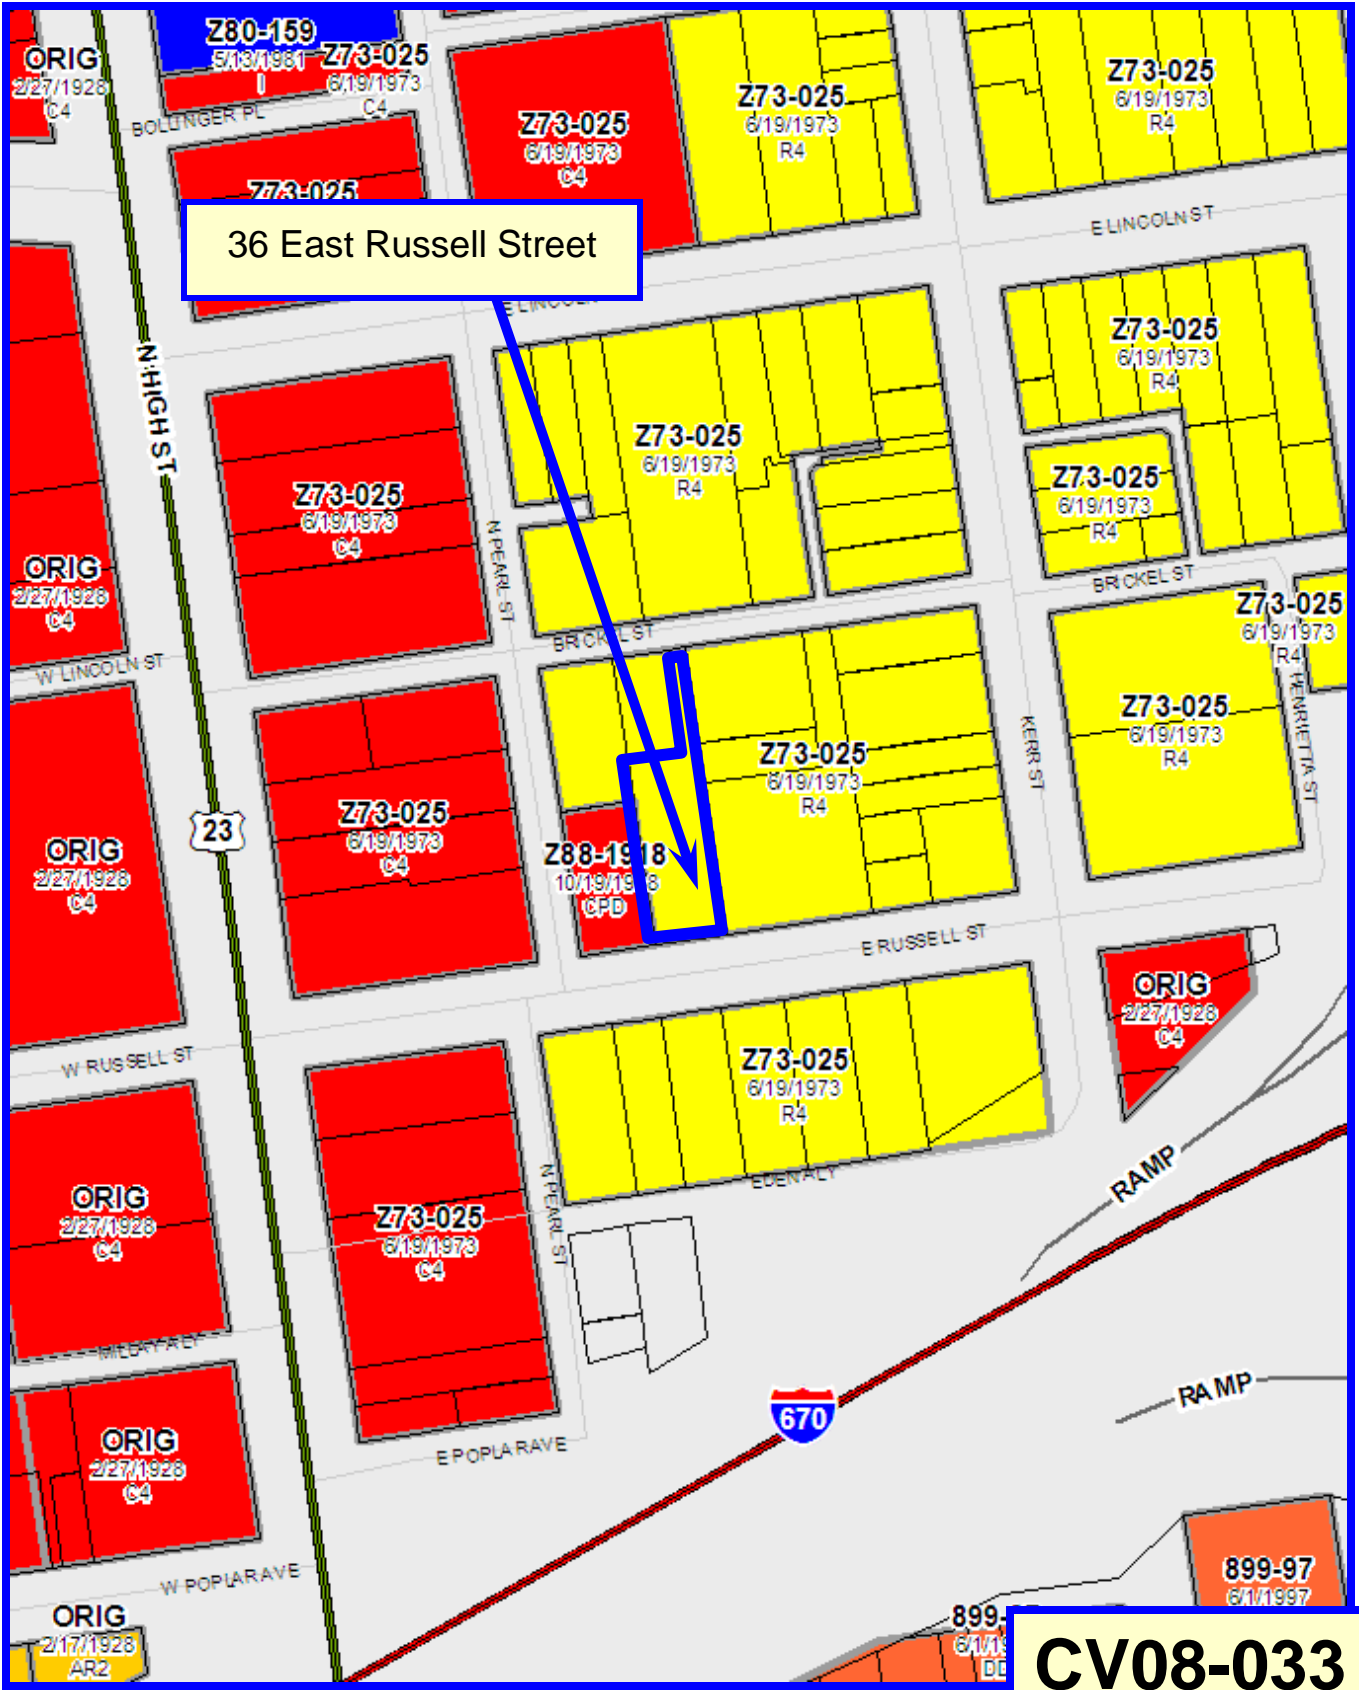 Z80-159
5/13/1981
I
ORIG
2/27/1928
C4
Z73-025
6/19/1973
C4
BOLLINGER PL
Z73-025
6/19/1973
C4
Z73-025
6/19/1973
R4
Z73-025
6/19/1973
R4
Z73-025
36 East Russell Street
E LINCOLN ST
E LINCOLN
N HIGH ST
Z73-025
6/19/1973
R4
Z73-025
6/19/1973
R4
Z73-025
6/19/1973
C4
Z73-025
6/19/1973
R4
N PEARL ST
ORIG
2/27/1928
C4
BRICKEL ST
BRICKEL ST
Z73-025
6/19/1973
R4
W LINCOLN ST
HENRIETTA ST
Z73-025
6/19/1973
R4
KERR ST
Z73-025
6/19/1973
R4
Z73-025
6/19/1973
C4
23
ORIG
2/27/1928
C4
Z88-1918
CPD
E RUSSELL ST
ORIG
2/27/1928
C4
W RUSSELL ST
Z73-025
6/19/1973
R4
EDEN ALY
RAMP
ORIG
2/27/1928
C4
Z73-025
6/19/1973
C4
N PEARL ST
RAMP
670
ORIG
2/27/1928
C4
E POPLAR AVE
W POPLAR AVE
899-97
6/1/1997
ORIG
2/17/1928
AR2
CV08-033